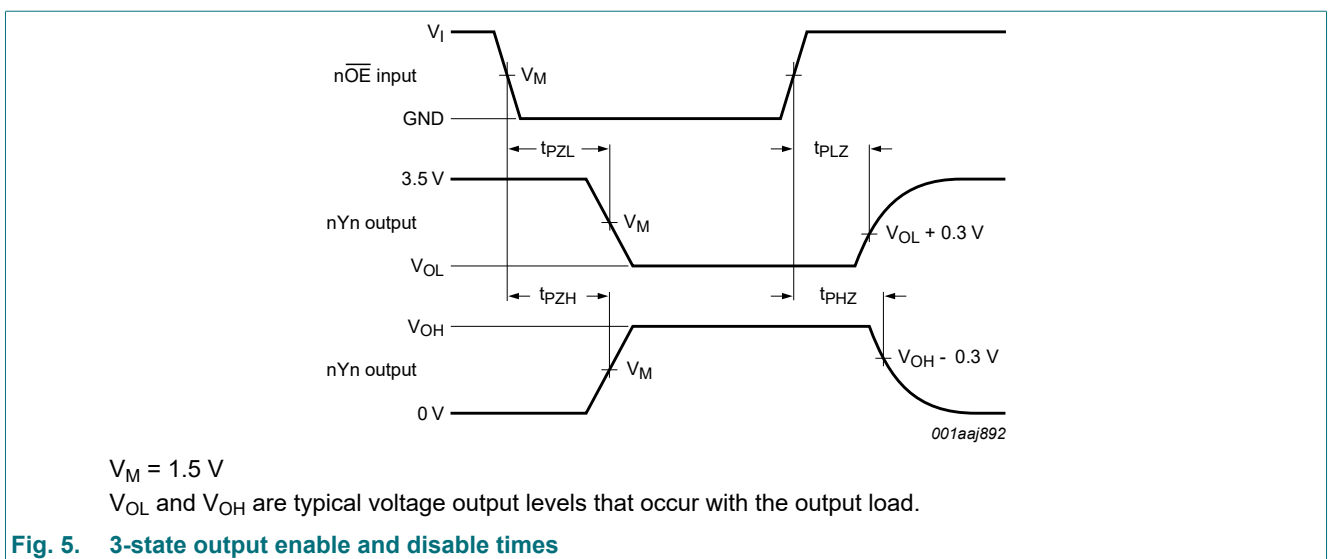 V_I
nOE input
V_M
GND
t_PZL
t_PLZ
3.5 V
nYn output
V_M
V_OL + 0.3 V
V_OL
t_PZH
t_PHZ
V_OH
V_OH - 0.3 V
nYn output
V_M
0 V
001aaj892
V_M = 1.5 V
V_OL and V_OH are typical voltage output levels that occur with the output load.
Fig. 5. 3-state output enable and disable times